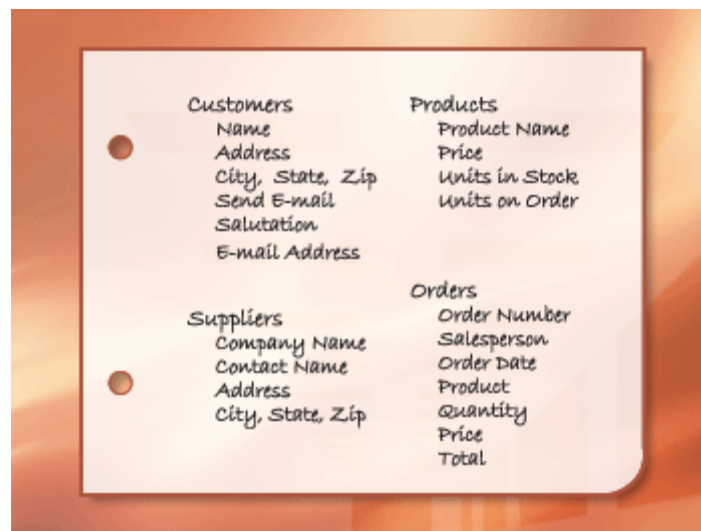 Customers
Name
Address
City, State, Zip
Send E-mail
Salutation
E-mail Address
Suppliers
Company Name
Contact Name
Address
City, State, Zip
Products
Product Name
Price
Units in Stock
Units on Order
Orders
Order Number
Salesperson
Order Date
Product
Quantity
Price
Total